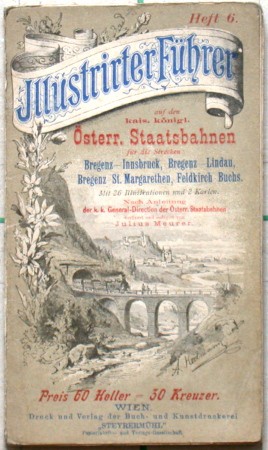 Heft 6.
Illustrirter Führer
auf den
kais. königl.
Österr. Staatsbahnen
für die Strecken
Bregenz-Innsbruck, Bregenz-Lindau,
Bregenz-St. Margarethen, Feldkirch Buchs.
Mit 56 Illustrationen und 2 Karten.
Nach Anleitung
der k. k. General-Direction der Österr. Staatsbahnen
Julius Meurer.
Preis 60 Heller = 30 Kreuzer.
WIEN.
Druck und Verlag der Buch- und Kunstdruckerei
"STEYRERMÜHL"